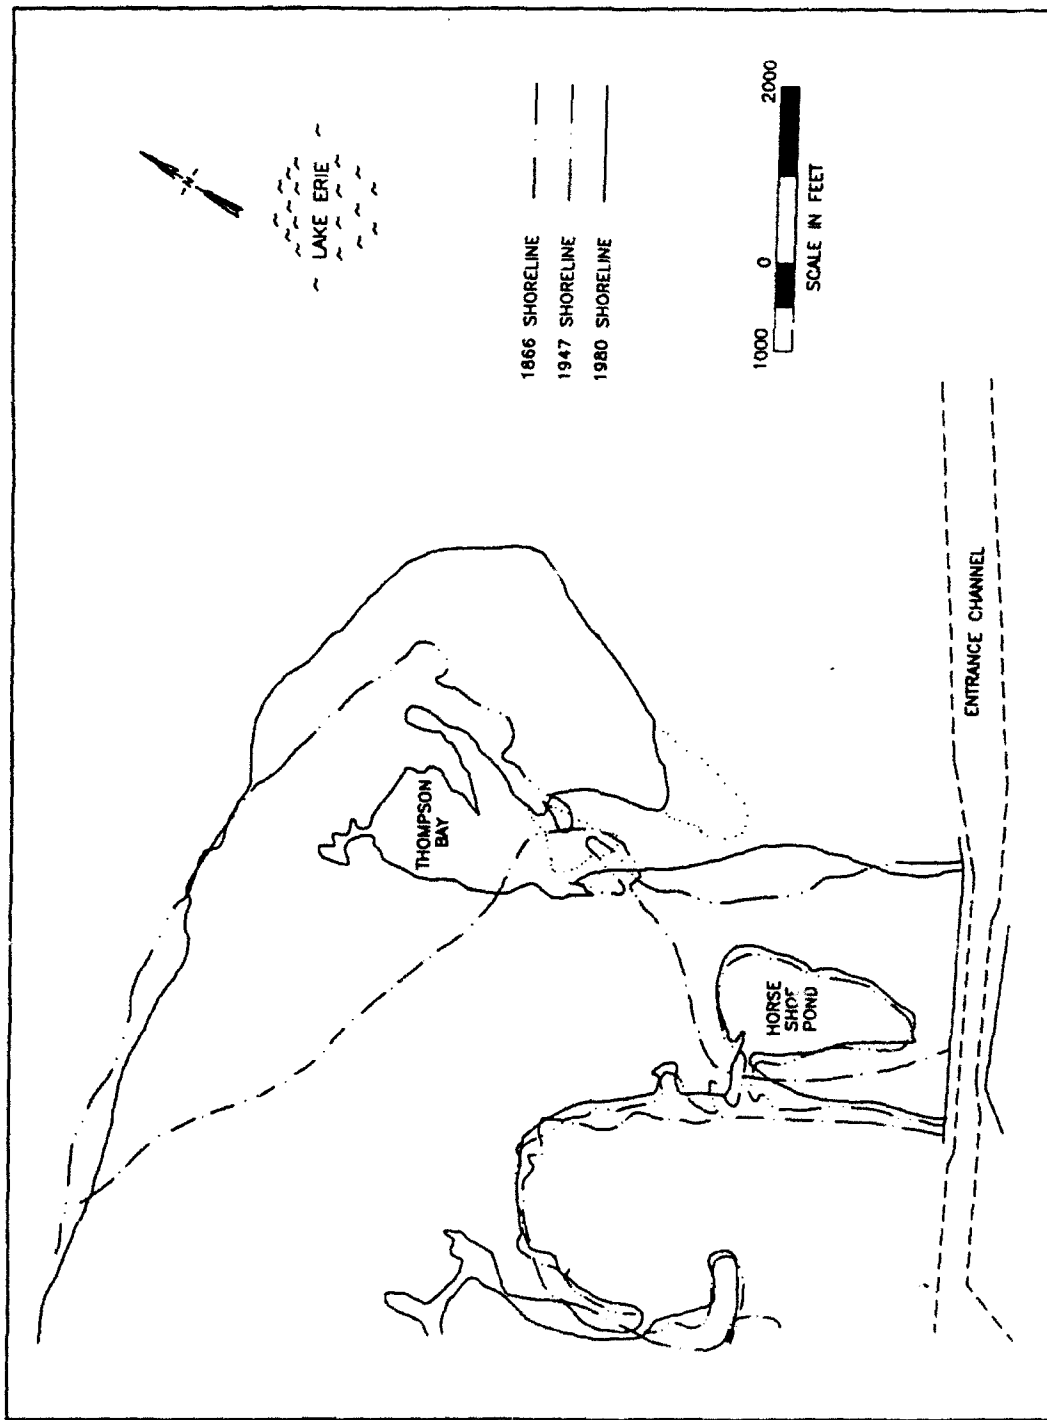 N
LAKE ERIE
1866 SHORELINE
1947 SHORELINE
1980 SHORELINE
1000 0 2000
SCALE IN FEET
THOMPSON
BAY
HORSE
SHOE
POND
ENTRANCE CHANNEL